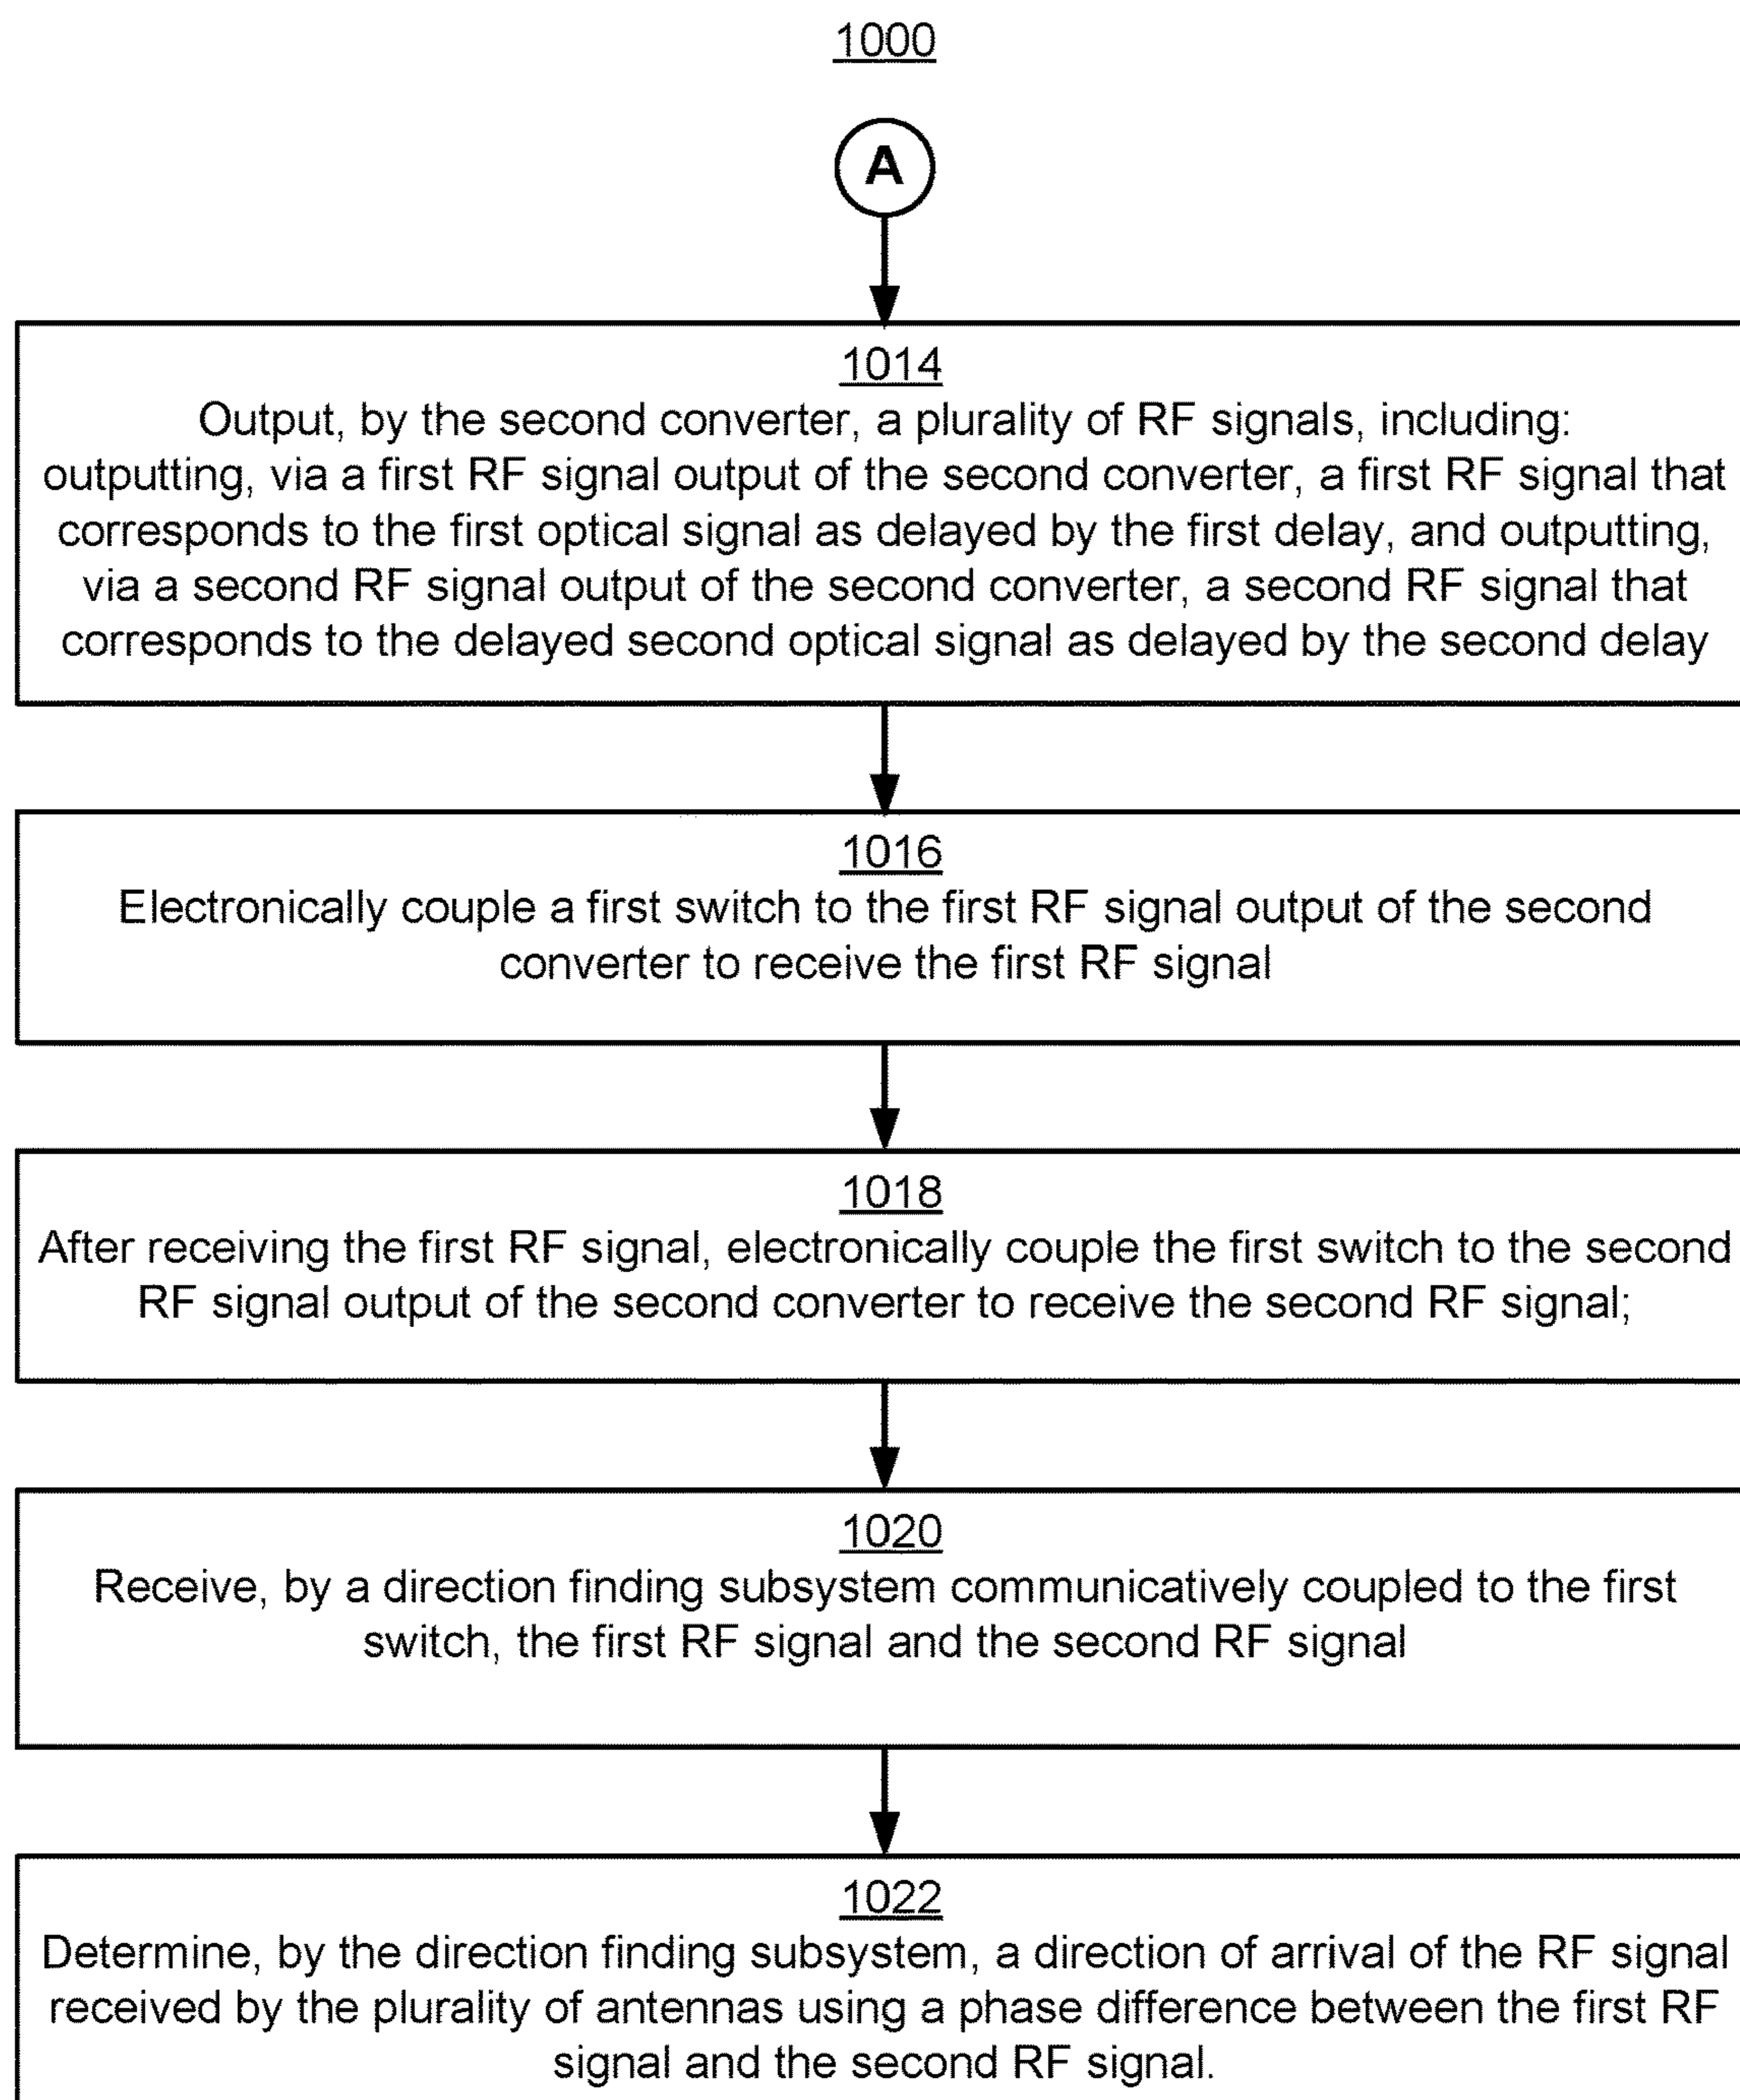 1000
A
1014
Output, by the second converter, a plurality of RF signals, including:
outputting, via a first RF signal output of the second converter, a first RF signal that
corresponds to the first optical signal as delayed by the first delay, and outputting,
via a second RF signal output of the second converter, a second RF signal that
corresponds to the delayed second optical signal as delayed by the second delay
1016
Electronically couple a first switch to the first RF signal output of the second
converter to receive the first RF signal
1018
After receiving the first RF signal, electronically couple the first switch to the second
RF signal output of the second converter to receive the second RF signal;
1020
Receive, by a direction finding subsystem communicatively coupled to the first
switch, the first RF signal and the second RF signal
1022
Determine, by the direction finding subsystem, a direction of arrival of the RF signal
received by the plurality of antennas using a phase difference between the first RF
signal and the second RF signal.